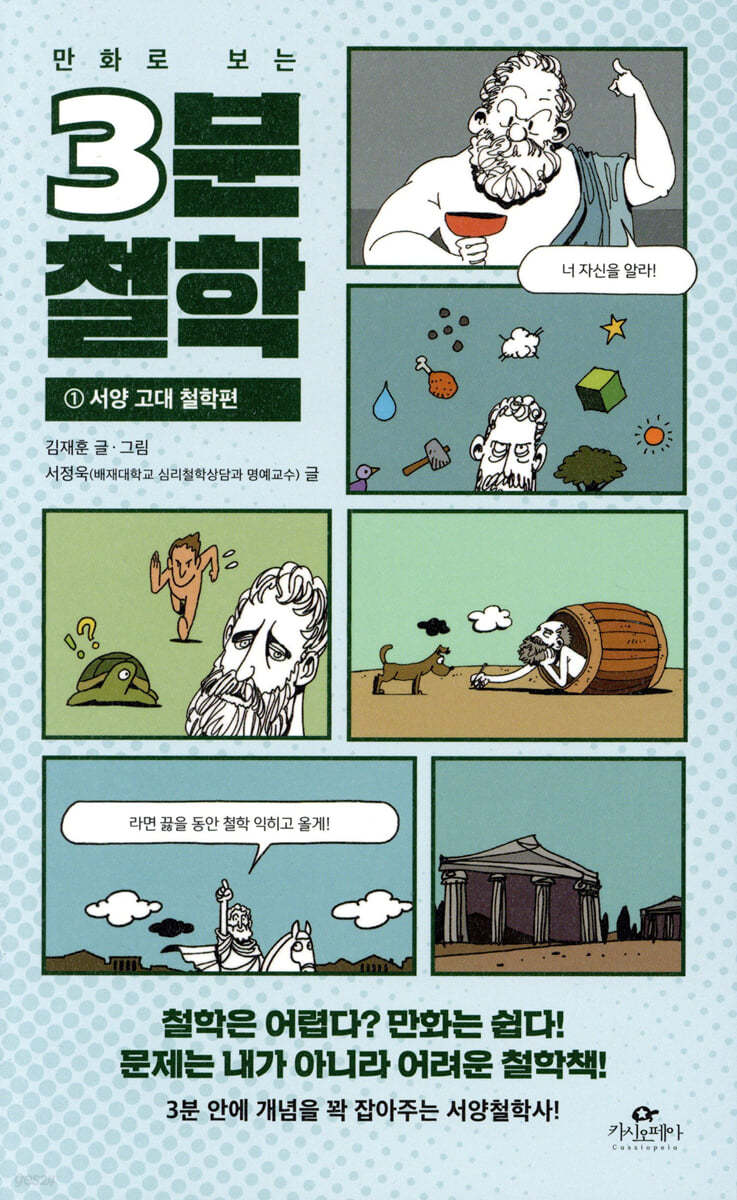 만화로 보는
3분
철학
① 서양 고대 철학편
김재훈 글·그림
서정욱(배재대학교 심리철학상담과 명예교수) 글
너 자신을 알라!
라면 끓을 동안 철학 익히고 올게!
철학은 어렵다? 만화는 쉽다!
문제는 내가 아니라 어려운 철학책!
3분 안에 개념을 꽉 잡아주는 서양철학사!
카시오페아
Cassiopeia
yes24